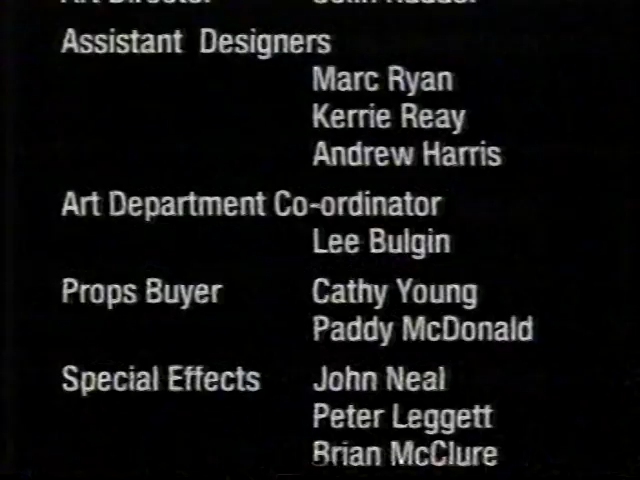 Assistant Designers
Marc Ryan
Kerrie Reay
Andrew Harris
Art Department Co-ordinator
Lee Bulgin
Props Buyer Cathy Young
Paddy McDonald
Special Effects John Neal
Peter Leggett
Brian McClure